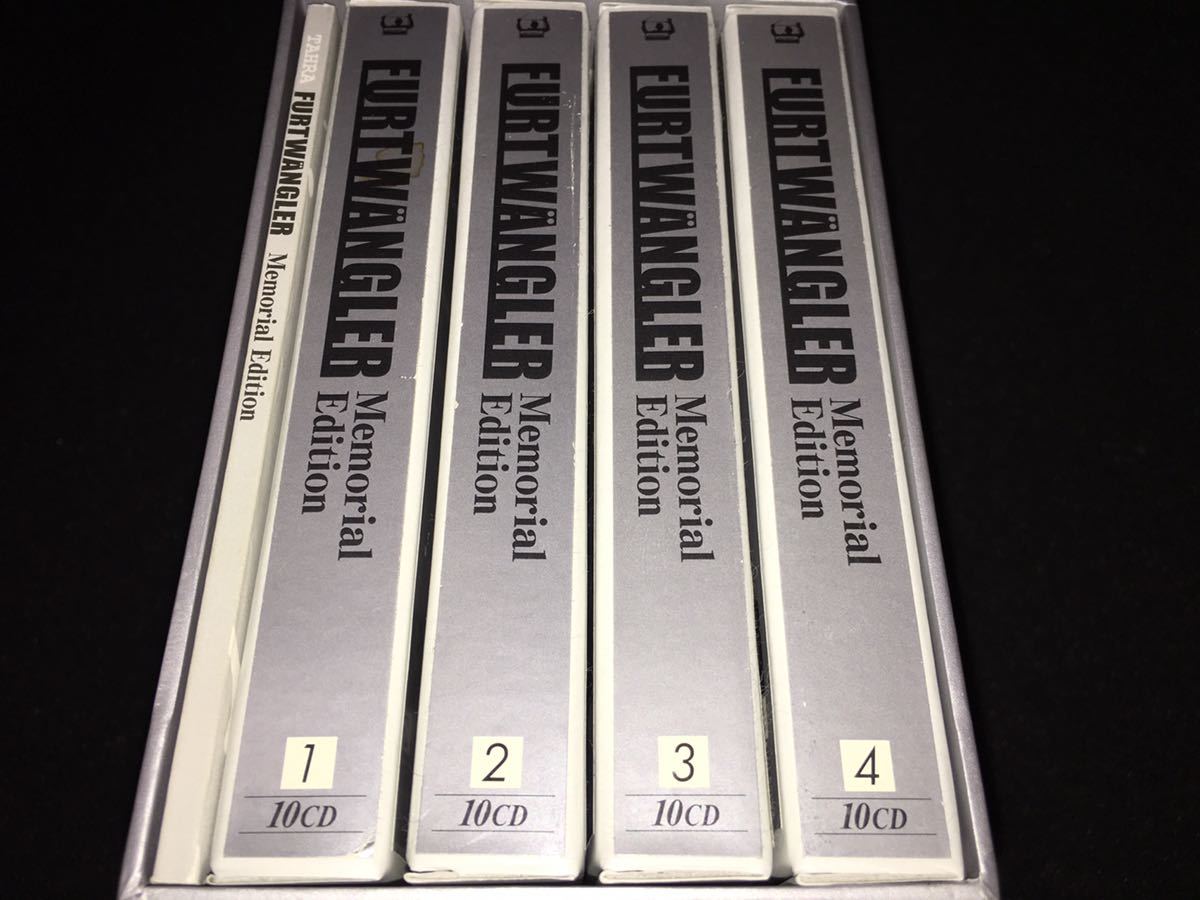 TAHRA FURTWÄNGLER Memorial Edition
FURTWÄNGLER
Memorial
Edition
1
10CD
FURTWÄNGLER
Memorial
Edition
2
10CD
FURTWÄNGLER
Memorial
Edition
3
10CD
FURTWÄNGLER
Memorial
Edition
4
10CD